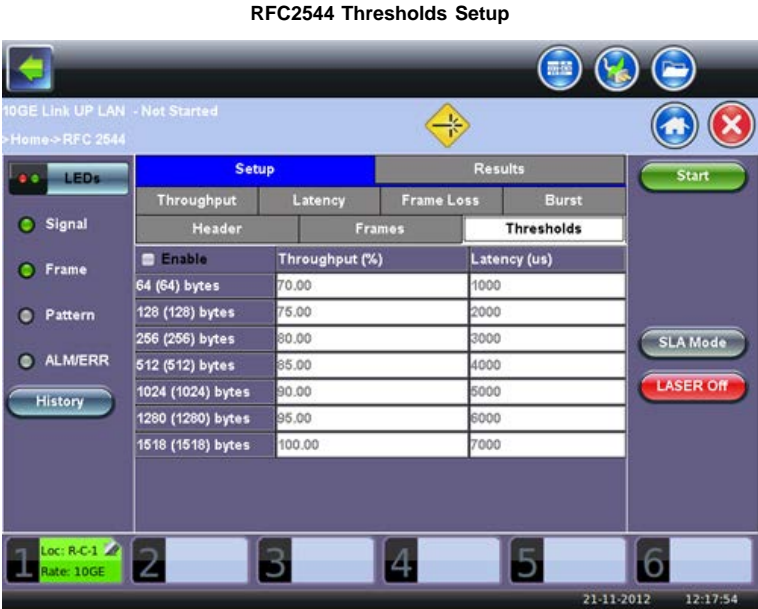 RFC2544 Thresholds Setup
10GE Link UP LAN - Not Started
>Home->RFC 2544
LEDs
Setup
Results
Start
Throughput
Latency
Frame Loss
Burst
Signal
Header
Frames
Thresholds
Enable
Throughput (%)
Latency (us)
Frame
64 (64) bytes 70.00 1000
Pattern
128 (128) bytes 75.00 2000
256 (256) bytes 80.00 3000
SLA Mode
ALM/ERR
512 (512) bytes 85.00 4000
LASER Off
History
1024 (1024) bytes 90.00 5000
1280 (1280) bytes 95.00 6000
1518 (1518) bytes 100.00 7000
1
Loc: R-C-1
Rate: 10GE
2
3
4
5
6
21-11-2012 12:17:54